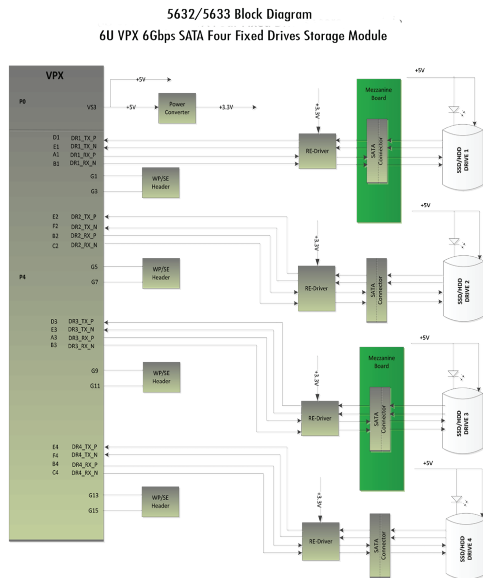 5632/5633 Block Diagram
6U VPX 6Gbps SATA Four Fixed Drives Storage Module
VPX
P0
VS3
+5V
+5V
Power
Converter
+3.3V
Mezzanine
Board
+5V
+3.3V
D1 DR1_TX_P
E1 DR1_TX_N
A1 DR1_RX_P
B1 DR1_RX_N
RE-Driver
SATA
Connector
SSD/HDD
DRIVE 1
G1
G3
WP/SE
Header
+5V
E2 DR2_TX_P
F2 DR2_TX_N
B2 DR2_RX_P
C2 DR2_RX_N
+3.3V
RE-Driver
SATA
Connector
SSD/HDD
DRIVE 2
P4
G5
G7
WP/SE
Header
D3 DR3_TX_P
E3 DR3_TX_N
A3 DR3_RX_P
B3 DR3_RX_N
+5V
Mezzanine
Board
+3.3V
G9
G11
WP/SE
Header
RE-Driver
SATA
Connector
SSD/HDD
DRIVE 3
E4 DR4_TX_P
F4 DR4_TX_N
B4 DR4_RX_P
C4 DR4_RX_N
+5V
+3.3V
G13
G15
WP/SE
Header
RE-Driver
SATA
Connector
SSD/HDD
DRIVE 4